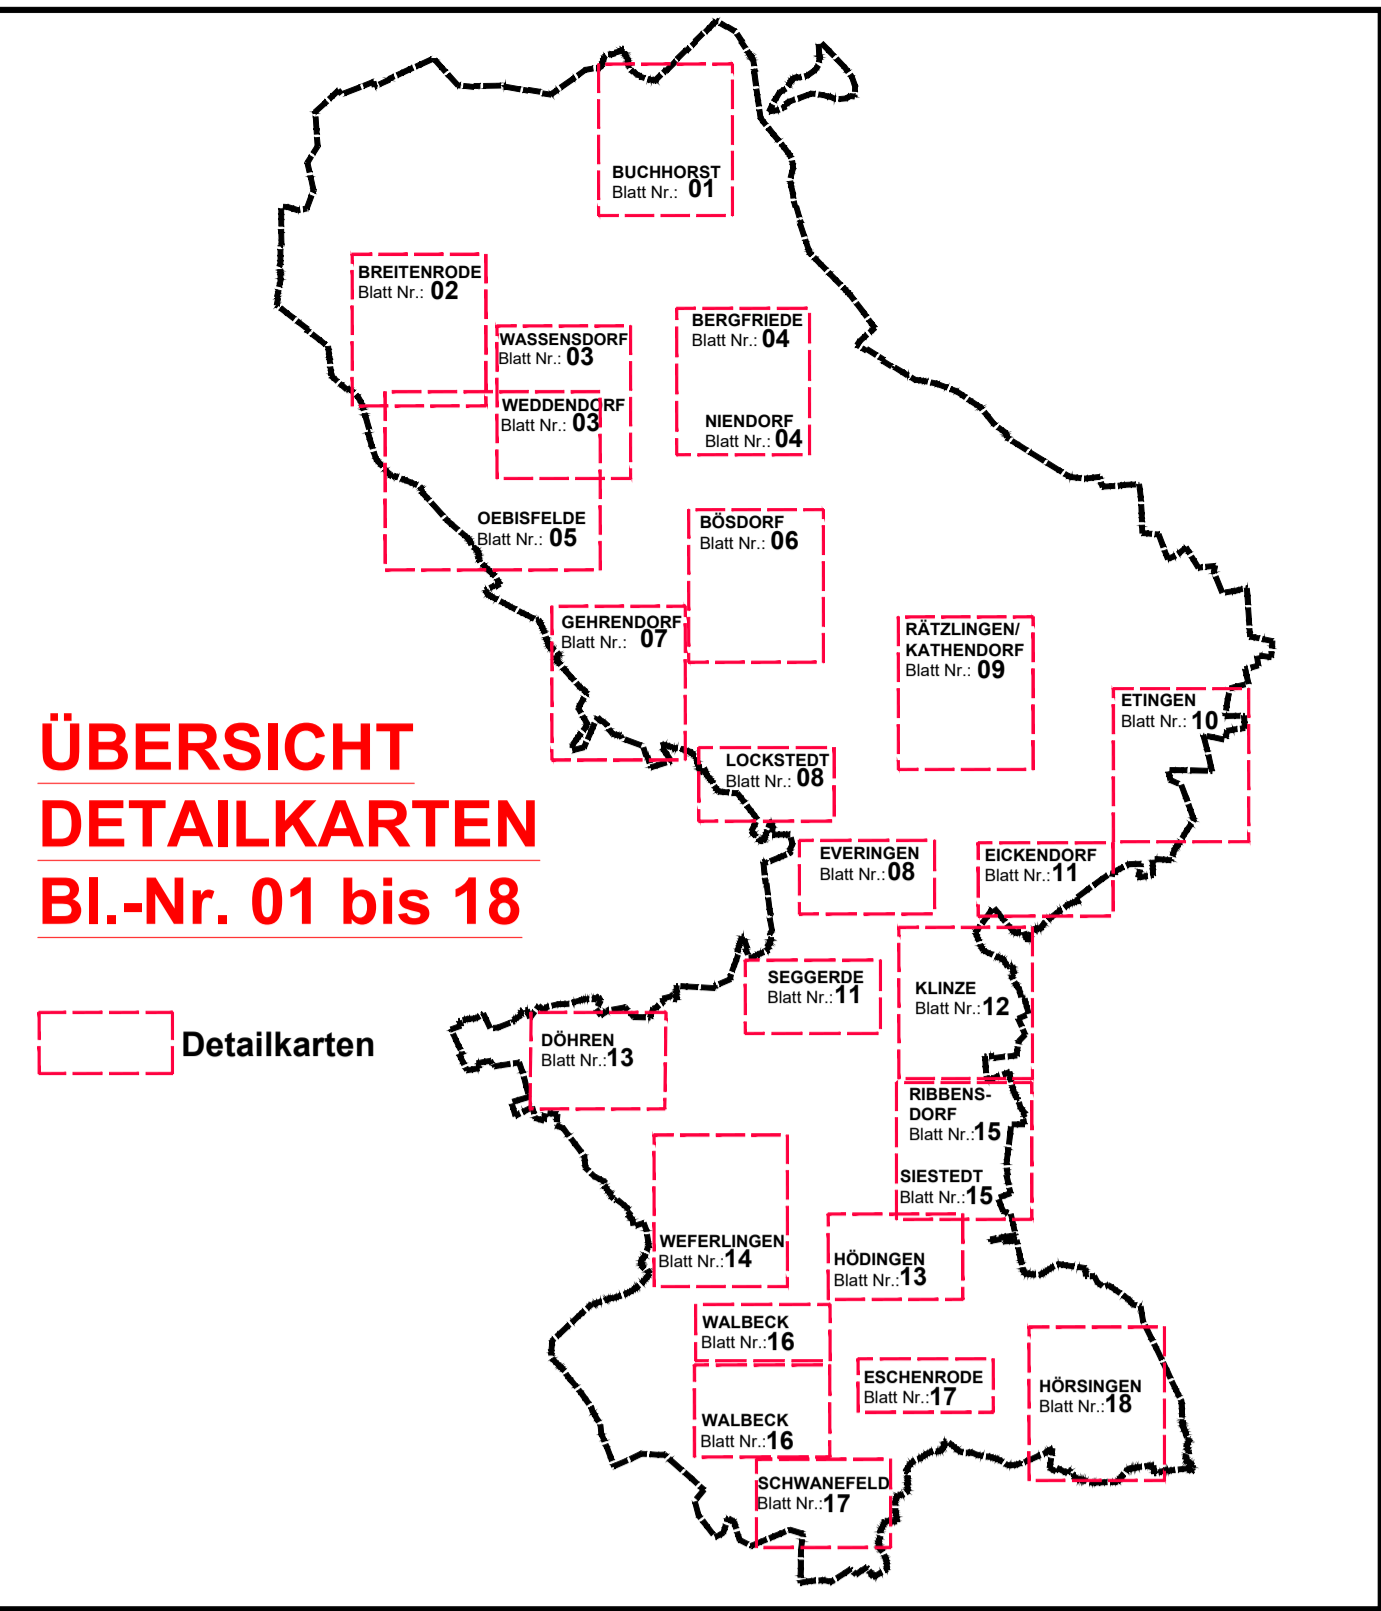 BUCHHORST
Blatt Nr.: 01
BREITENRODE
Blatt Nr.: 02
WASSENSDORF
Blatt Nr.: 03
BERGFRIEDE
Blatt Nr.: 04
WEDDENDORF
Blatt Nr.: 03
NIENDORF
Blatt Nr.: 04
OEBISFELDE
Blatt Nr.: 05
BÖSDORF
Blatt Nr.: 06
GEHRENDORF
Blatt Nr.: 07
RÄTZLINGEN/
KATHENDORF
Blatt Nr.: 09
ETINGEN
Blatt Nr.: 10
ÜBERSICHT
DETAILKARTEN
Bl.-Nr. 01 bis 18
LOCKSTEDT
Blatt Nr.: 08
EVERINGEN
Blatt Nr.: 08
EICKENDORF
Blatt Nr.: 11
SEGGERDE
Blatt Nr.: 11
KLINZE
Blatt Nr.: 12
Detailkarten
DÖHREN
Blatt Nr.: 13
RIBBENS-
DORF
Blatt Nr.: 15
SIESTEDT
Blatt Nr.: 15
WEFERLINGEN
Blatt Nr.: 14
HÖDINGEN
Blatt Nr.: 13
WALBECK
Blatt Nr.: 16
ESCHENRODE
Blatt Nr.: 17
HÖRSINGEN
Blatt Nr.: 18
WALBECK
Blatt Nr.: 16
SCHWANEFELD
Blatt Nr.: 17